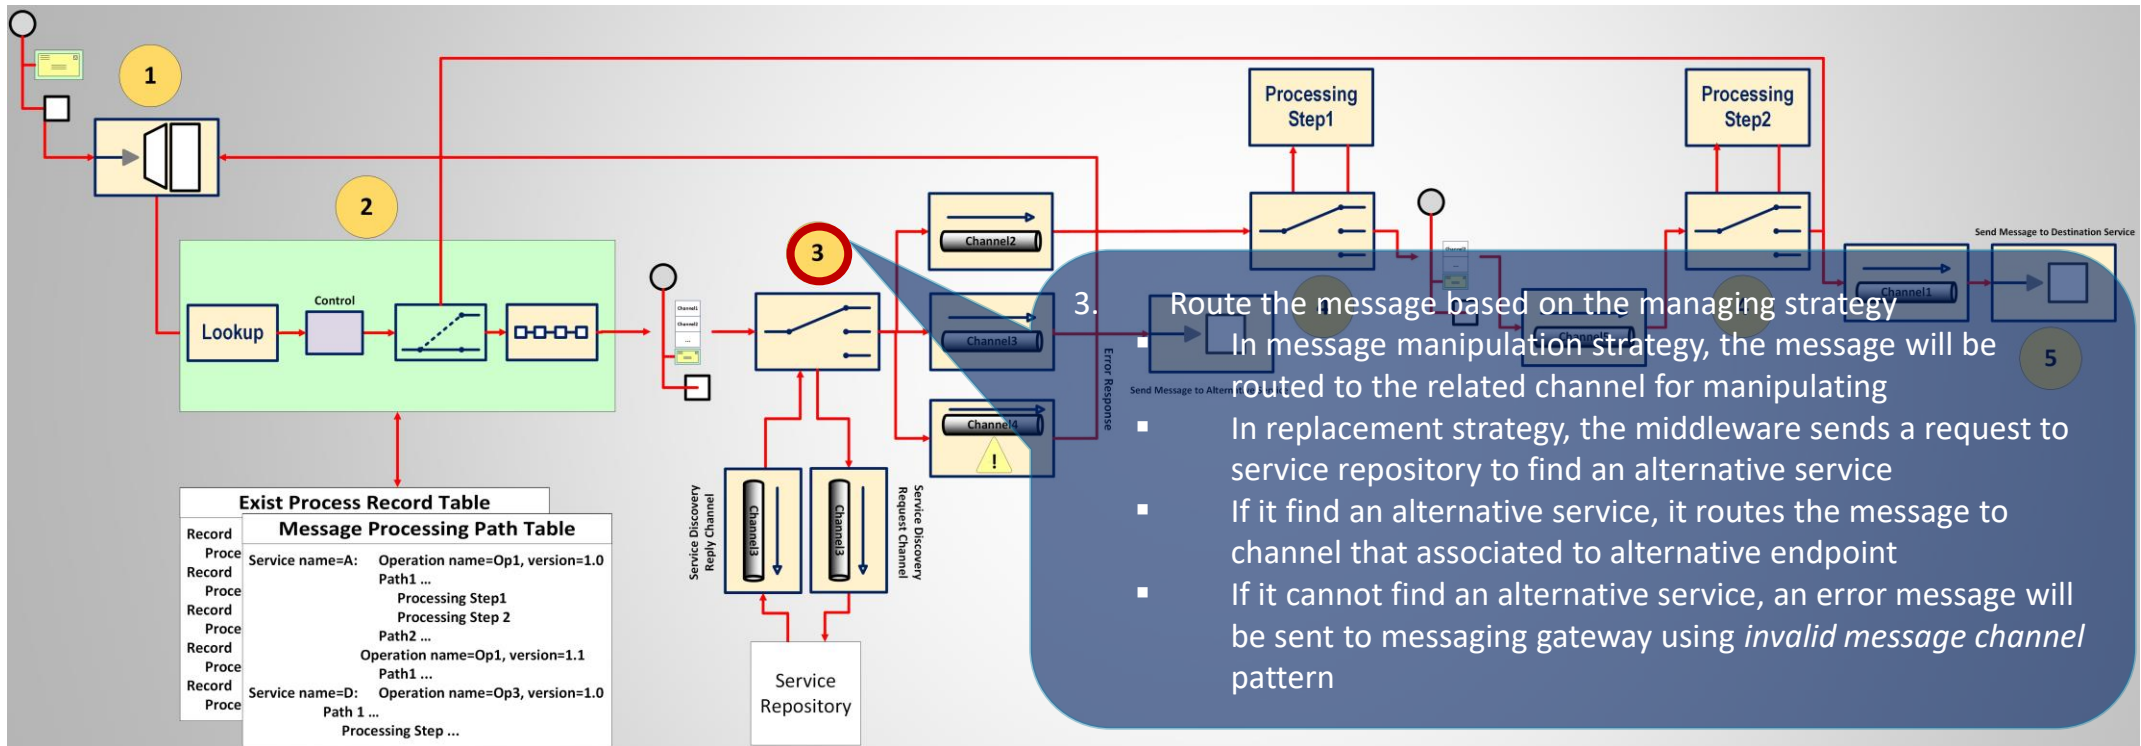 1
Processing
Step1
Processing
Step2
2
3
Send Message to Destination Service
Channel2
Channel1
Control
Lookup
Channel1
Channel2
...
Channel3
Channel5
5
Error Response
Channel4
3. Route the message based on the managing strategy
▪ In message manipulation strategy, the message will be
routed to the related channel for manipulating
▪ In replacement strategy, the middleware sends a request to
service repository to find an alternative service
▪ If it find an alternative service, it routes the message to
channel that associated to alternative endpoint
▪ If it cannot find an alternative service, an error message will
be sent to messaging gateway using invalid message channel
pattern
Send Message to
!
Service Discovery
Reply Channel
Channel3
Channel3
Service Discovery
Request Channel
Service
Repository
Exist Process Record Table
Record
Proce
Record
Proce
Record
Proce
Record
Proce
Record
Proce
Message Processing Path Table
Service name=A: Operation name=Op1, version=1.0
Path1 ...
Processing Step1
Processing Step 2
Path2 ...
Operation name=Op1, version=1.1
Path1 ...
Service name=D: Operation name=Op3, version=1.0
Path 1 ...
Processing Step ...